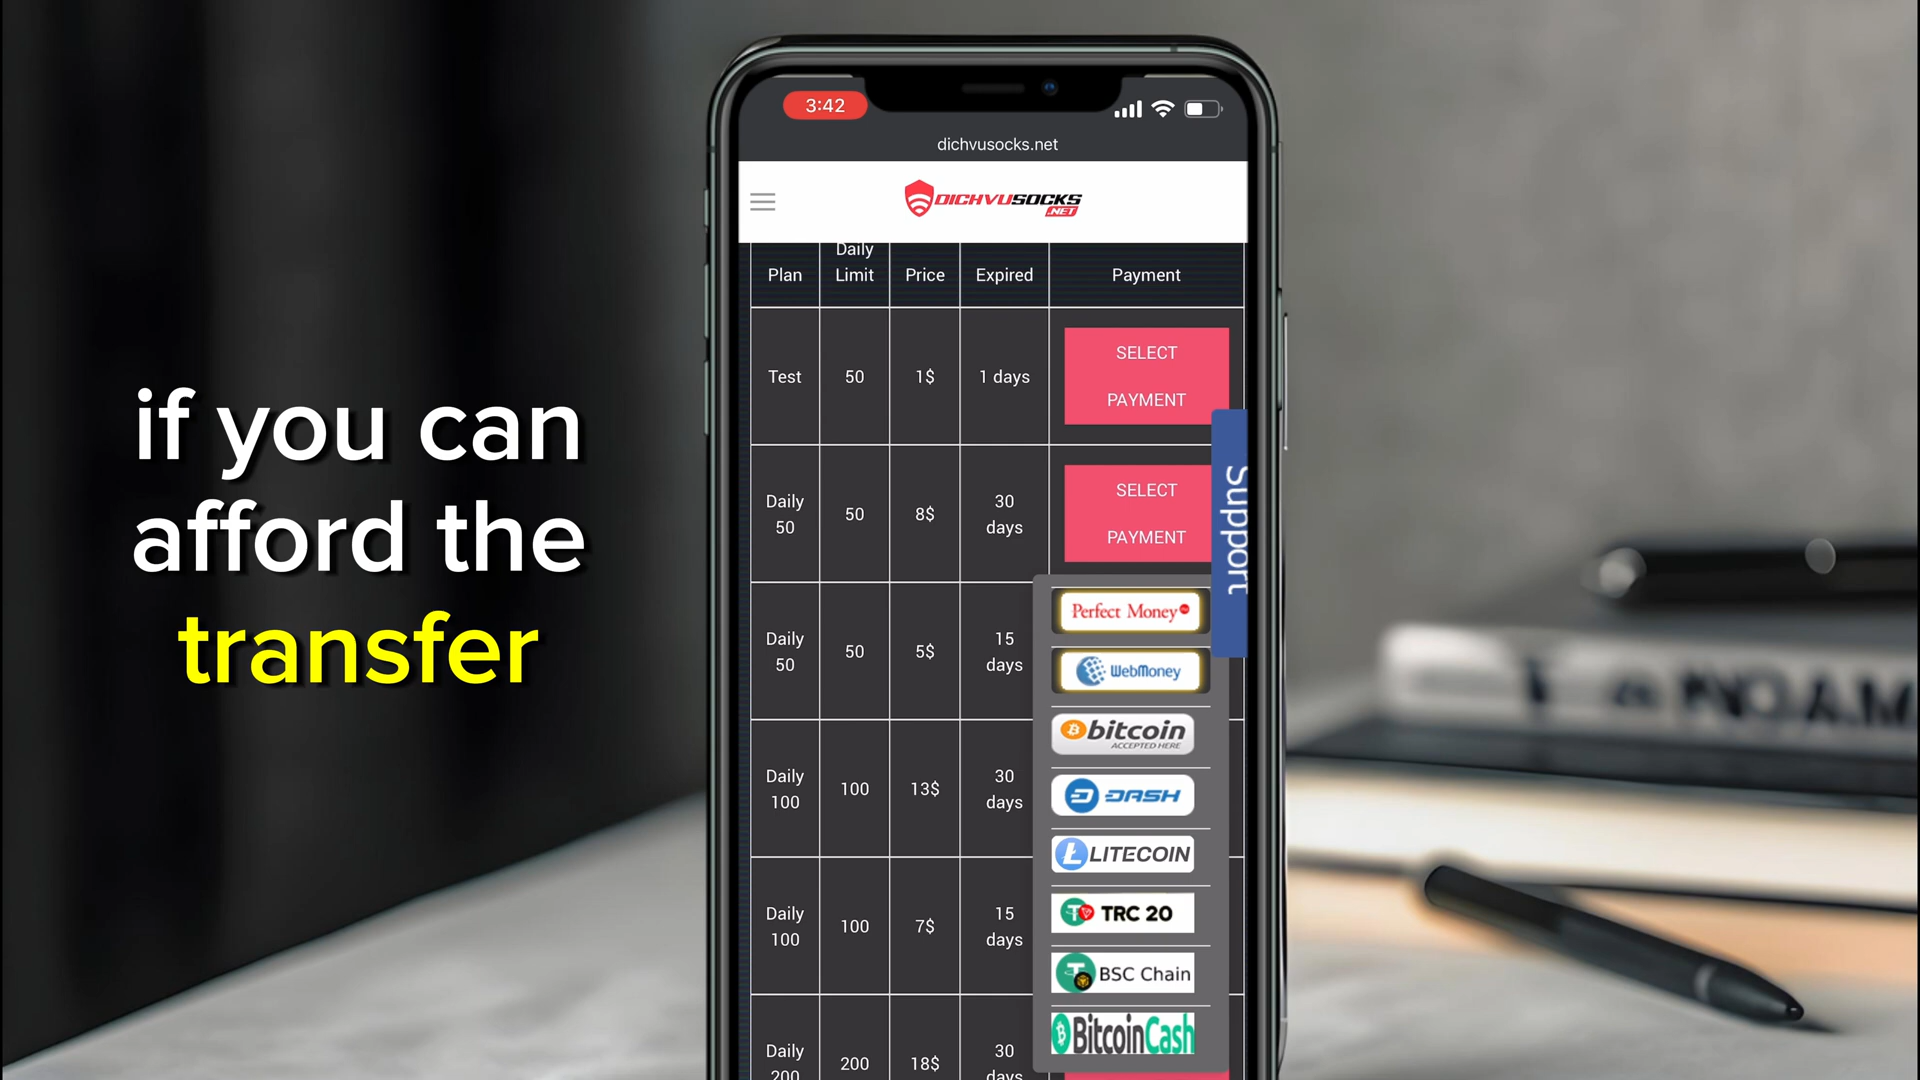 if you can
afford the
transfer
3:42
dichvusocks.net
DICHVUSOCKS
.NET
Plan
Daily
Limit
Price
Expired
Payment
Test
50
1$
1 days
SELECT
PAYMENT
Daily
50
50
8$
30
days
SELECT
PAYMENT
Support
Daily
50
50
5$
15
days
Perfect Money
WebMoney
Daily
100
100
13$
30
days
bitcoin
ACCEPTED HERE
DASH
LITECOIN
Daily
100
100
7$
15
days
TRC 20
BSC Chain
Daily
200
200
18$
30
days
BitcoinCash